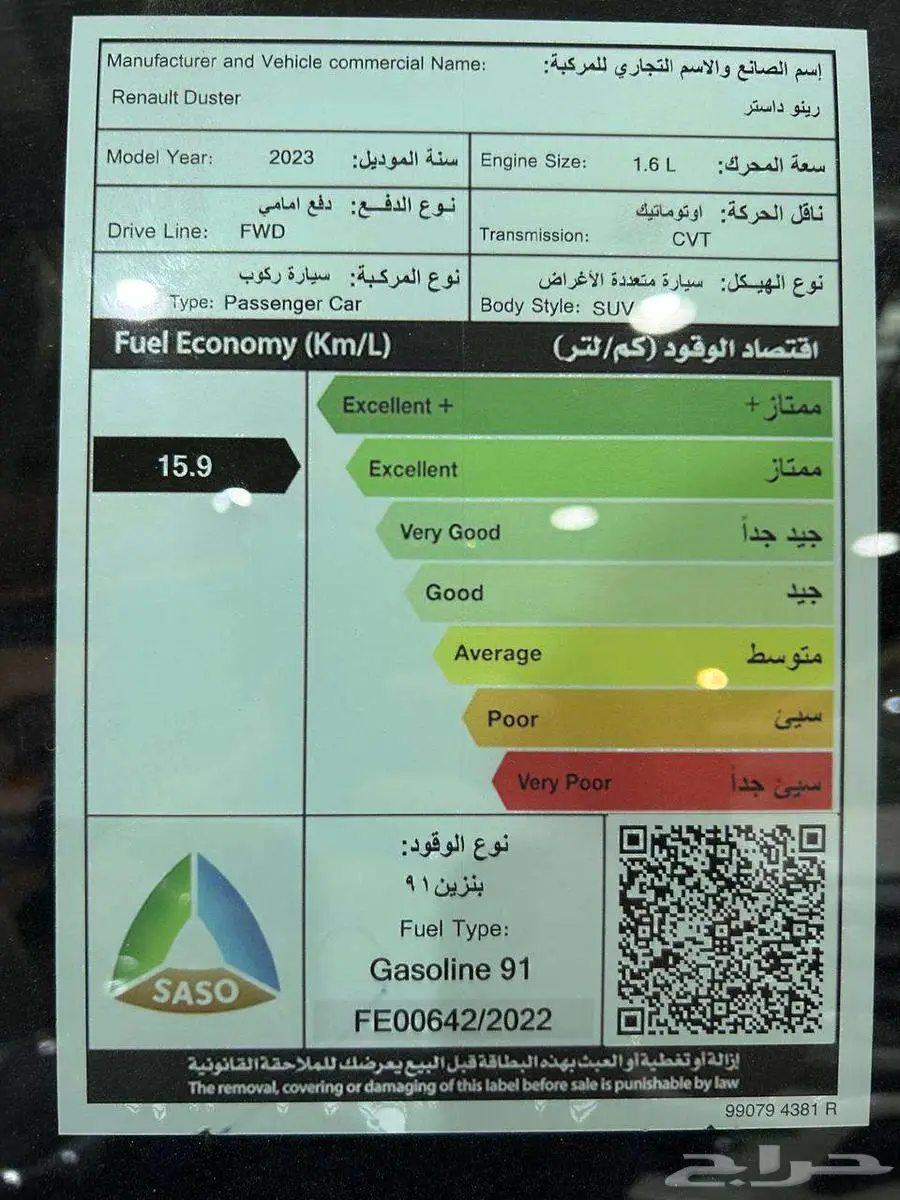 Manufacturer and Vehicle commercial Name: إسم الصانع والاسم التجاري للمركبة:
Renault Duster رينو داستر
Model Year: 2023 سنة الموديل:
Engine Size: 1.6 L سعة المحرك:
نوع الدفع: دفع امامي
Drive Line: FWD
ناقل الحركة: اوتوماتيك
Transmission: CVT
نوع المركبة: سيارة ركوب
Type: Passenger Car
نوع الهيكل: سيارة متعددة الأغراض
Body Style: SUV
Fuel Economy (Km/L) اقتصاد الوقود (كم/لتر)
Excellent + ممتاز+
15.9
Excellent ممتاز
Very Good جيد جداً
Good جيد
Average متوسط
Poor سيئ
Very Poor سيئ جداً
SASO
نوع الوقود:
بنزين ٩١
Fuel Type:
Gasoline 91
FE00642/2022
إزالة أو تغطية أو العبث بهذه البطاقة قبل البيع يعرضك للملاحقة القانونية
The removal, covering or damaging of this label before sale is punishable by law
99079 4381 R
حراج